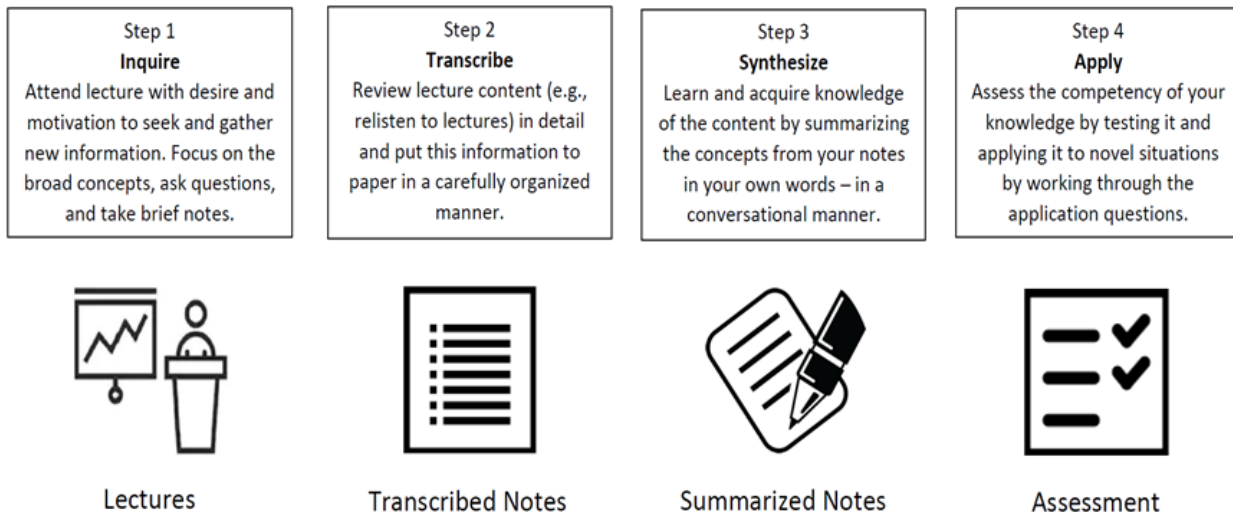 Step 1
Inquire
Attend lecture with desire and
motivation to seek and gather
new information. Focus on the
broad concepts, ask questions,
and take brief notes.
Step 2
Transcribe
Review lecture content (e.g.,
relisten to lectures) in detail
and put this information to
paper in a carefully organized
manner.
Step 3
Synthesize
Learn and acquire knowledge
of the content by summarizing
the concepts from your notes
in your own words – in a
conversational manner.
Step 4
Apply
Assess the competency of your
knowledge by testing it and
applying it to novel situations
by working through the
application questions.
Lectures
Transcribed Notes
Summarized Notes
Assessment